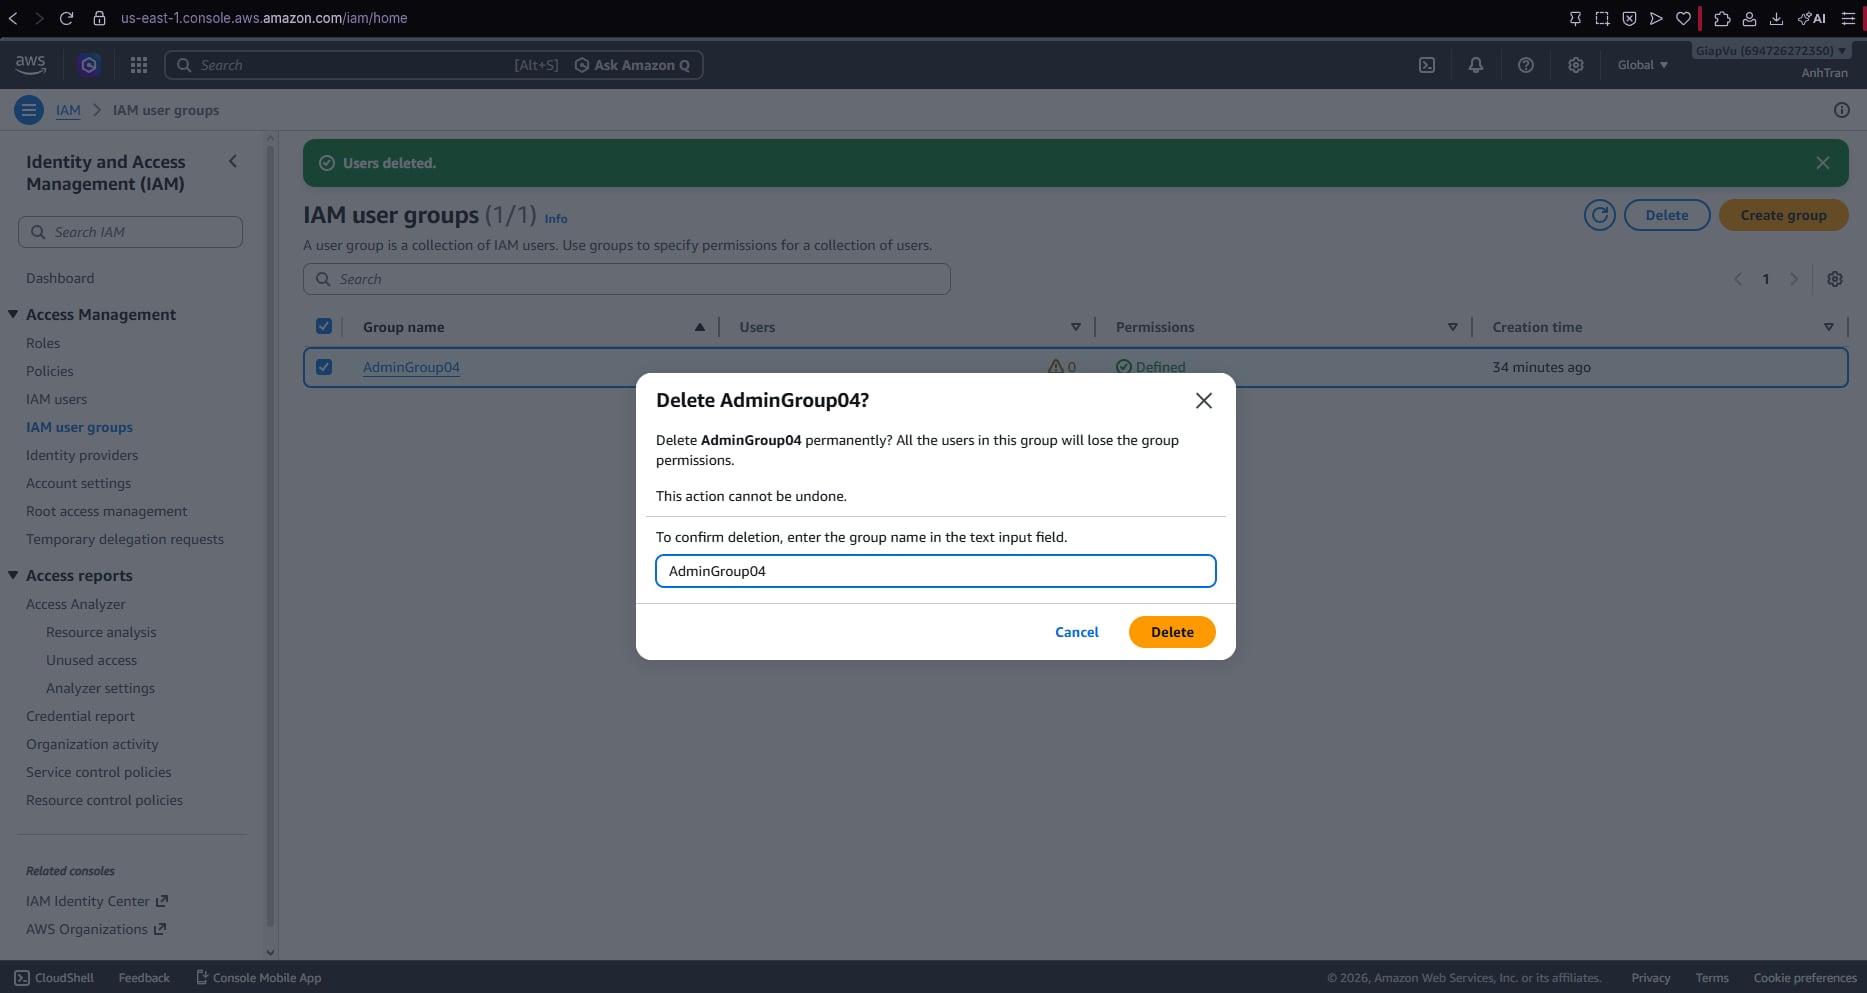 us-east-1.console.aws.amazon.com/iam/home
AI
aws
Search [Alt+S] Ask Amazon Q
Global
GiapVu (694726272350)
AnhTran
IAM IAM user groups
Identity and Access
Management (IAM)
Search IAM
Dashboard
Access Management
Roles
Policies
IAM users
IAM user groups
Identity providers
Account settings
Root access management
Temporary delegation requests
Access reports
Access Analyzer
Resource analysis
Unused access
Analyzer settings
Credential report
Organization activity
Service control policies
Resource control policies
Related consoles
IAM Identity Center
AWS Organizations
Users deleted.
IAM user groups (1/1) Info
Delete
Create group
A user group is a collection of IAM users. Use groups to specify permissions for a collection of users.
Search
1
Group name Users Permissions Creation time
AdminGroup04 0 Defined 34 minutes ago
Delete AdminGroup04?
Delete AdminGroup04 permanently? All the users in this group will lose the group
permissions.
This action cannot be undone.
To confirm deletion, enter the group name in the text input field.
AdminGroup04
Cancel Delete
CloudShell Feedback Console Mobile App
© 2026, Amazon Web Services, Inc. or its affiliates. Privacy Terms Cookie preferences